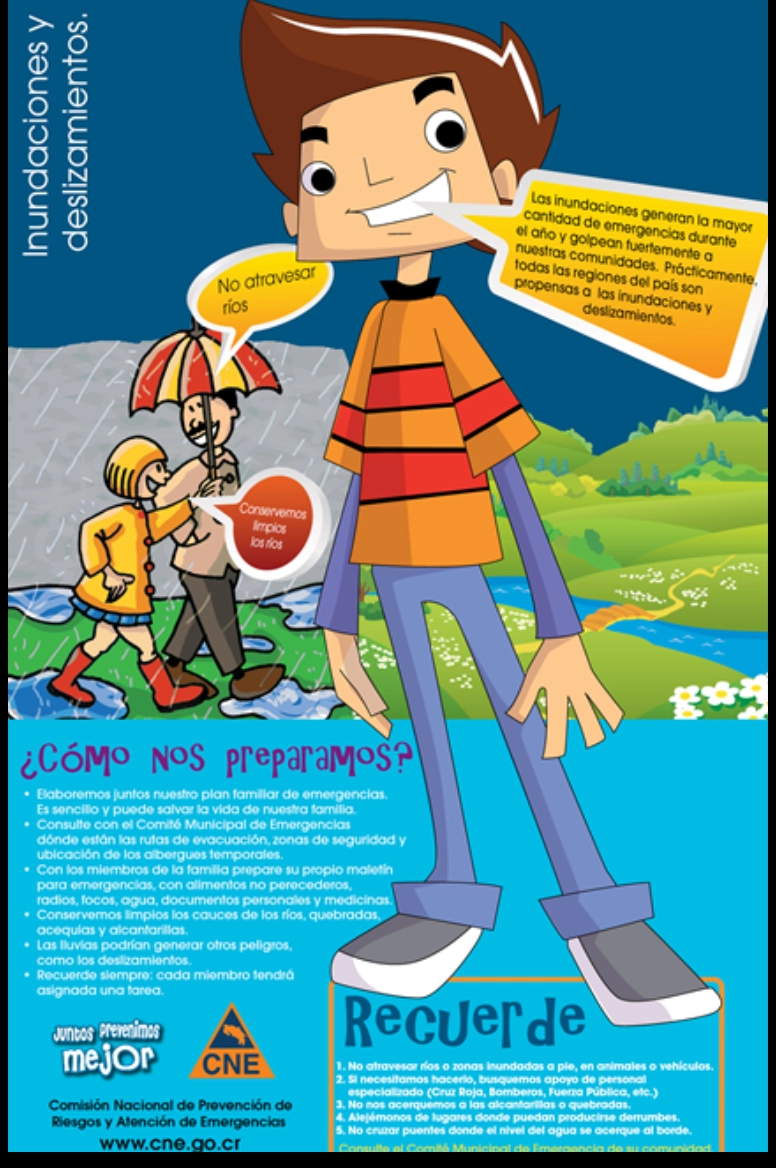 Inundaciones y
deslizamientos.
Las inundaciones generan la mayor
cantidad de emergencias durante
el año y golpean fuertemente a
nuestras comunidades. Prácticamente,
todas las regiones del país son
propensas a las inundaciones y
deslizamientos.
No atravesar
ríos
Conservemos
limpios
los ríos
¿Cómo nos preparamos?
• Elaboremos juntos nuestro plan familiar de emergencias.
Es sencillo y puede salvar la vida de nuestra familia.
• Consulte con el Comité Municipal de Emergencias
dónde están las rutas de evacuación, zonas de seguridad y
ubicación de los albergues temporales.
• Con los miembros de la familia prepare su propio maletín
para emergencias, con alimentos no perecederos,
radios, focos, agua, documentos personales y medicinas.
• Conservemos limpios los cauces de los ríos, quebradas,
acequias y alcantarillas.
• Las lluvias podrían generar otros peligros,
como los deslizamientos.
• Recuerde siempre: cada miembro tendrá
asignada una tarea.
Juntos prevenimos
mejor
CNE
Comisión Nacional de Prevención de
Riesgos y Atención de Emergencias
www.cne.go.cr
Recuerde
1. No atravesar ríos o zonas inundadas a pie, en animales o vehículos.
2. Si necesitamos hacerlo, busquemos apoyo de personal
especializado (Cruz Roja, Bomberos, Fuerza Pública, etc.)
3. No nos acerquemos a las alcantarillas o quebradas.
4. Alejémonos de lugares donde puedan producirse derrumbes.
5. No cruzar puentes donde el nivel del agua se acerque al borde.
Consulte el Comité Municipal de Emergencia de su comunidad